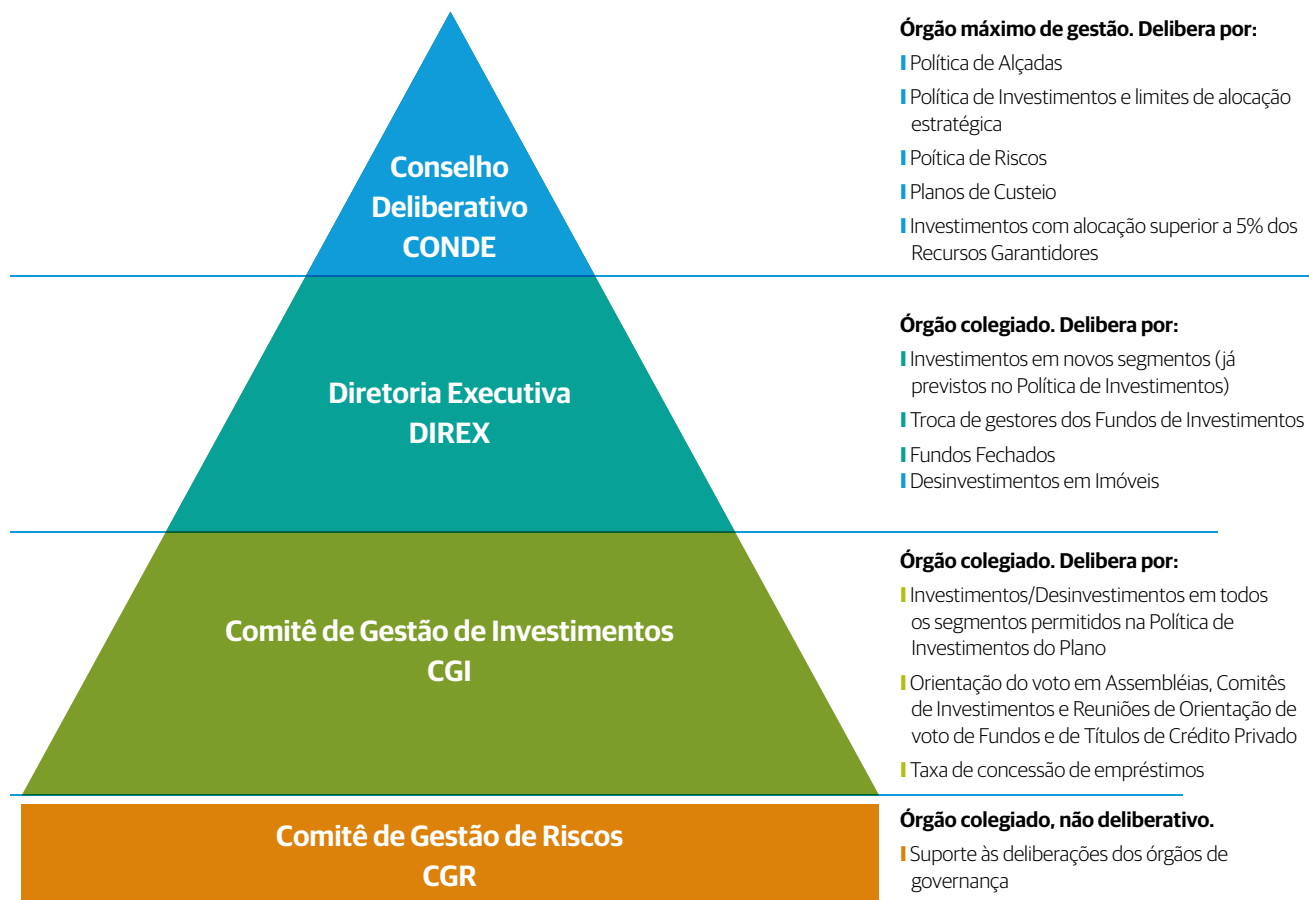 Conselho
Deliberativo
CONDE
Órgão máximo de gestão. Delibera por:
Política de Alçadas
Política de Investimentos e limites de alocação
estratégica
Poítica de Riscos
Planos de Custeio
Investimentos com alocação superior a 5% dos
Recursos Garantidores
Diretoria Executiva
DIREX
Órgão colegiado. Delibera por:
Investimentos em novos segmentos (já
previstos no Política de Investimentos)
Troca de gestores dos Fundos de Investimentos
Fundos Fechados
Desinvestimentos em Imóveis
Comitê de Gestão de Investimentos
CGI
Órgão colegiado. Delibera por:
Investimentos/Desinvestimentos em todos
os segmentos permitidos na Política de
Investimentos do Plano
Orientação do voto em Assembléias, Comitês
de Investimentos e Reuniões de Orientação de
voto de Fundos e de Títulos de Crédito Privado
Taxa de concessão de empréstimos
Comitê de Gestão de Riscos
CGR
Órgão colegiado, não deliberativo.
Suporte às deliberações dos órgãos de
governança